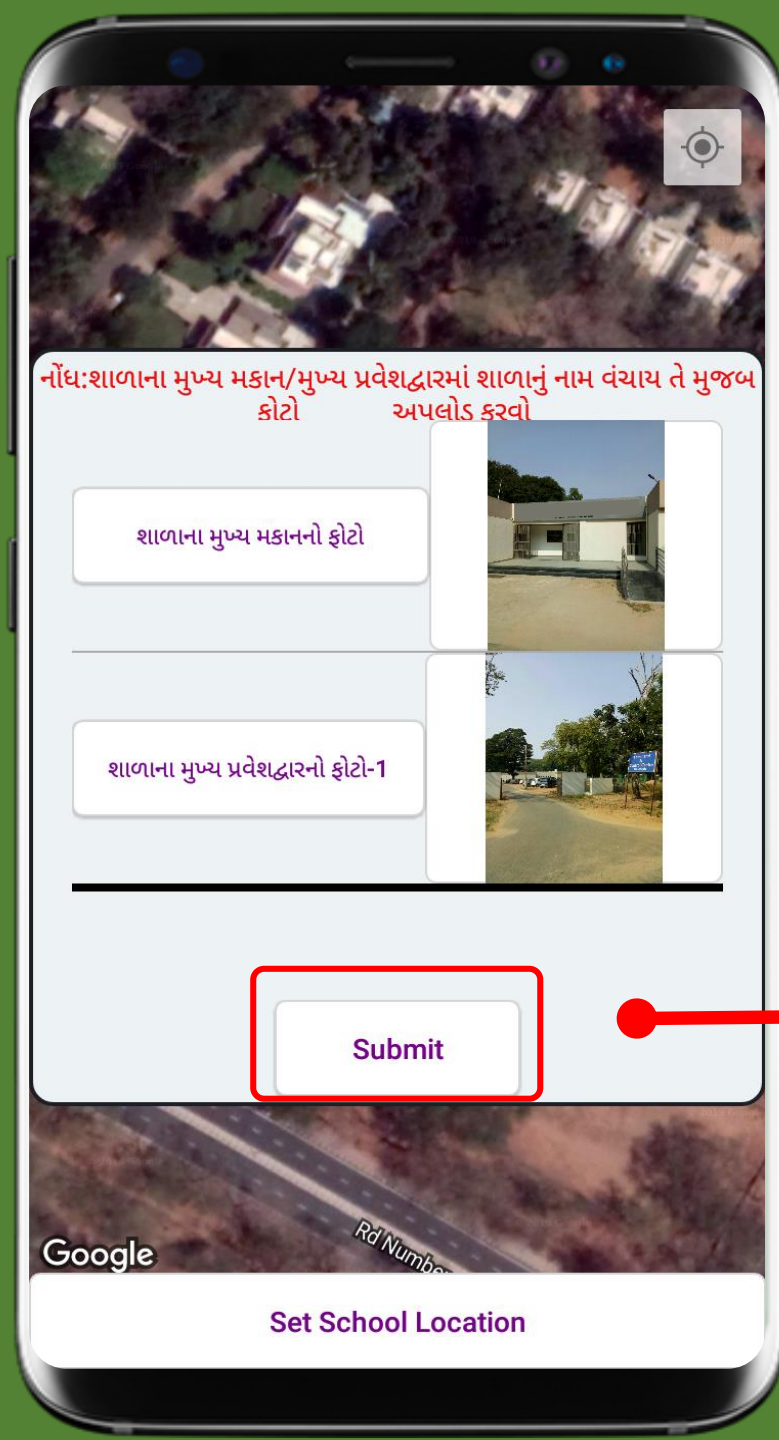 નોંધ:શાળાના મુખ્ય મકાન/મુખ્ય પ્રવેશદ્વારમાં શાળાનું નામ વંચાય તે મુજબ
ફોટો અપલોડ કરવો
શાળાના મુખ્ય મકાનનો ફોટો
શાળાના મુખ્ય પ્રવેશદ્વારનો ફોટો-1
Submit
Google
Rd Number
Set School Location